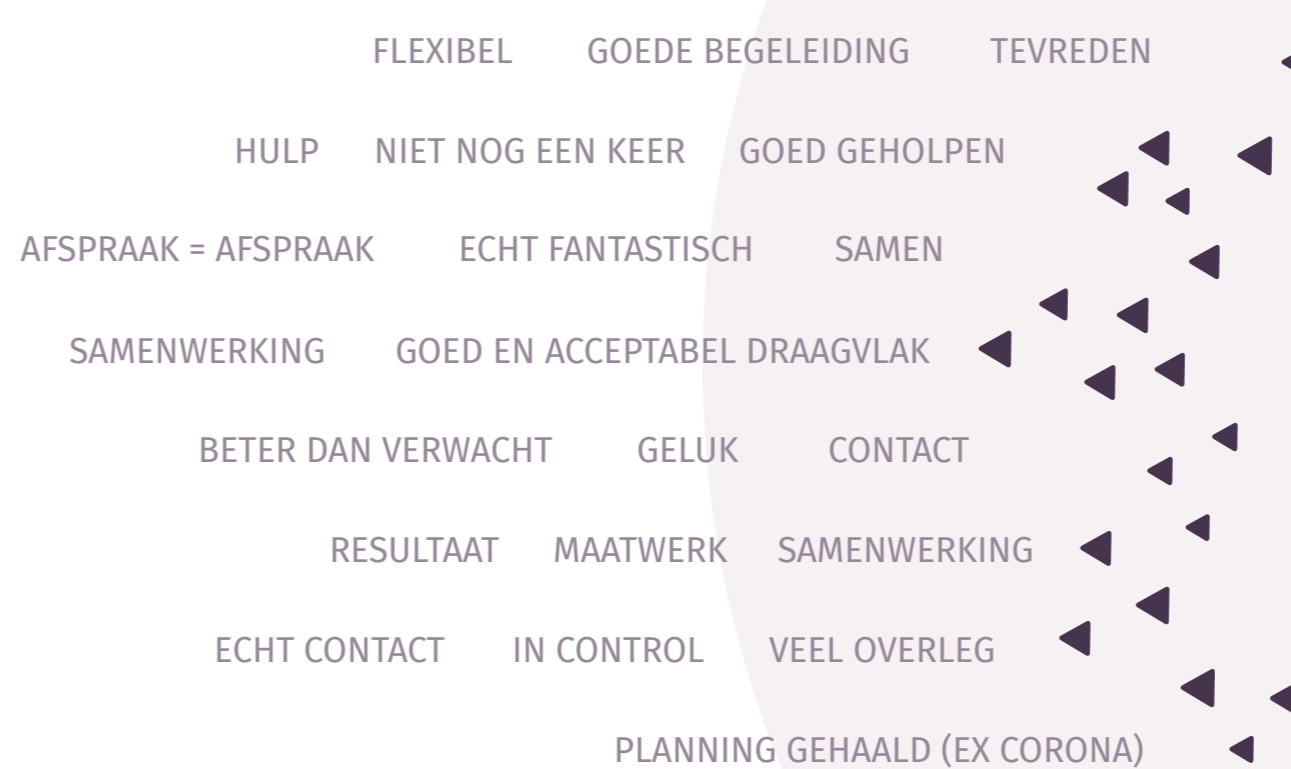 FLEXIBEL GOEDE BEGELEIDING TEVREDEN
HULP NIET NOG EEN KEER GOED GEHOLPEN
AFSPRAAK = AFSPRAAK ECHT FANTASTISCH SAMEN
SAMENWERKING GOED EN ACCEPTABEL DRAAGVLAK
BETER DAN VERWACHT GELUK CONTACT
RESULTAAT MAATWERK SAMENWERKING
ECHT CONTACT IN CONTROL VEEL OVERLEG
PLANNING GEHAALD (EX CORONA)